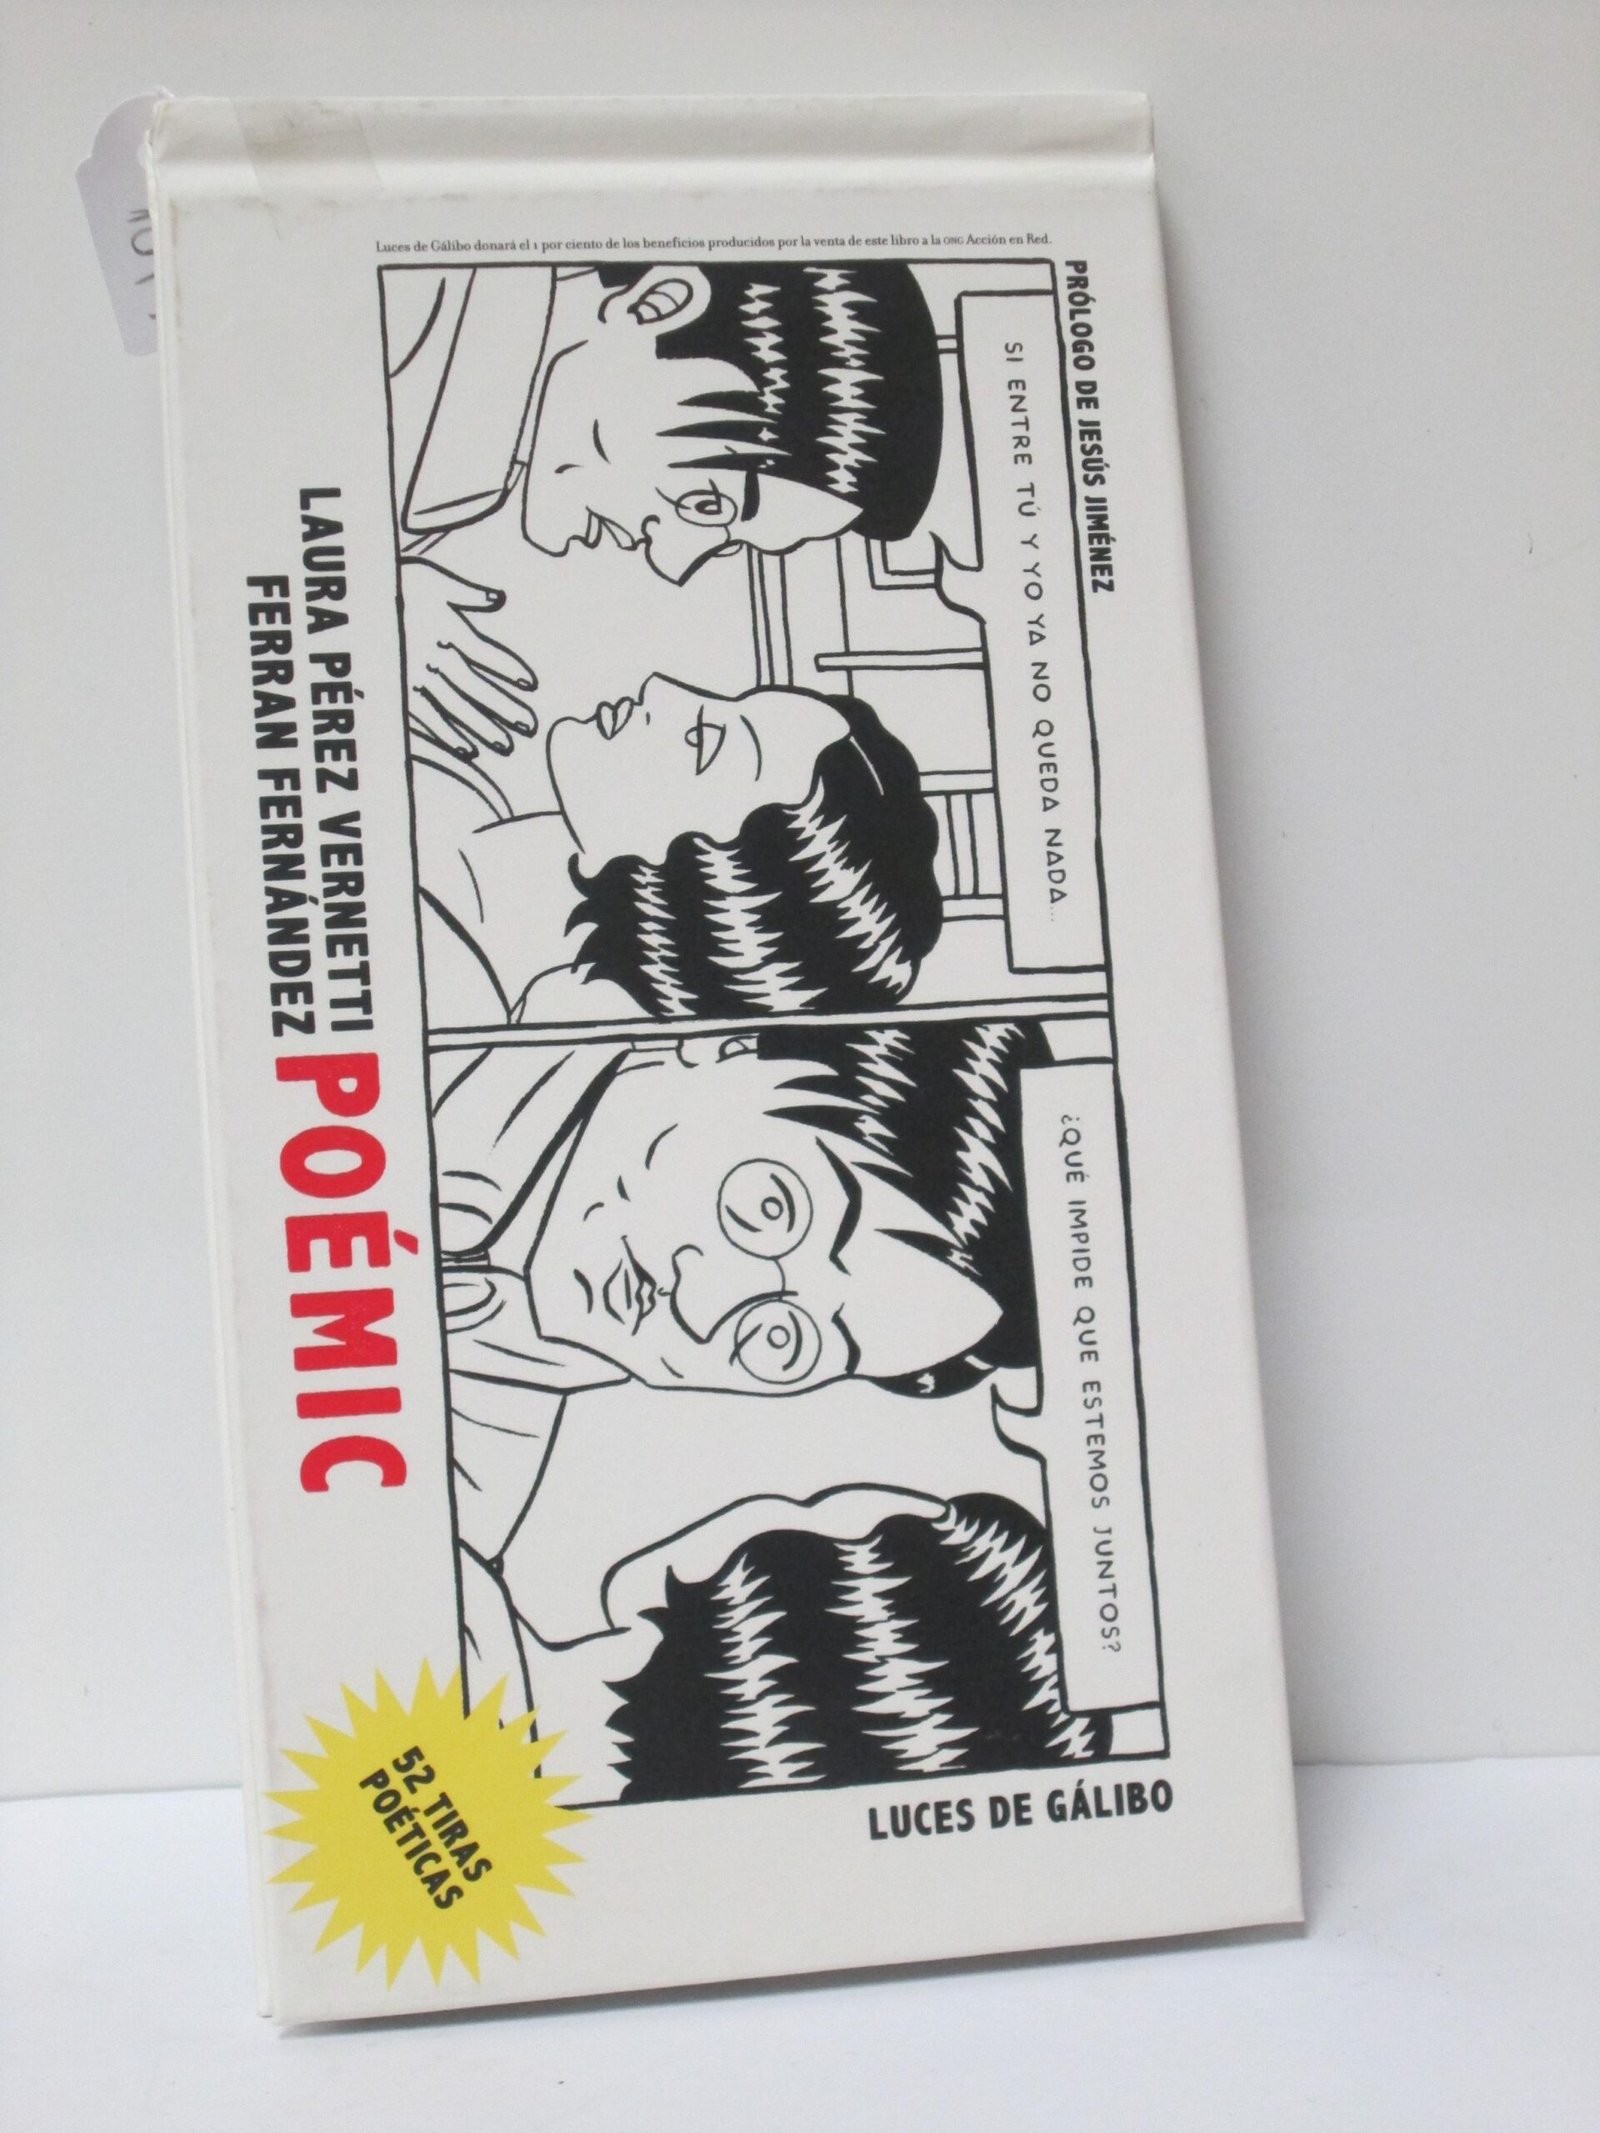 PRÓLOGO DE JESÚS JIMÉNEZ
LUCES DE GÁLIBO
SI ENTRE TÚ Y YO YA NO QUEDA NADA...
¿QUÉ IMPIDE QUE ESTEMOS JUNTOS?
Luces de Gálibo donará el 1 por ciento de los beneficios producidos por la venta de este libro a la ONG Acción en Red.
LAURA PÉREZ VERNETTI
FERRAN FERNÁNDEZ
POÉMIC
52 TIRAS
POÉTICAS